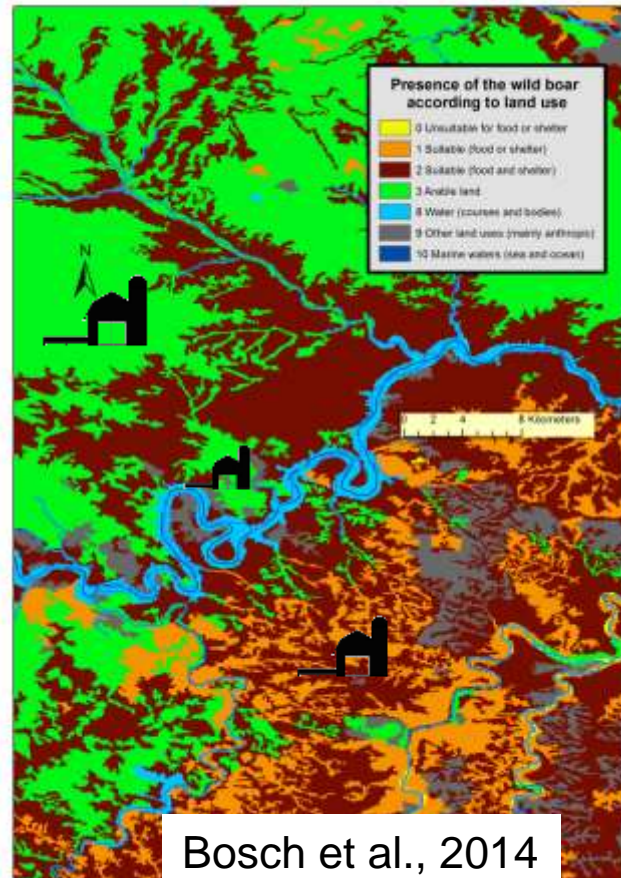 Presence of the wild boar
according to land use
0 Unsuitable for food or shelter
1 Suitable (food or shelter)
2 Suitable (food and shelter)
3 Arable land
8 Water (courses and bodies)
9 Other land uses (mainly anthropic)
10 Marine waters (sea and ocean)
N
0 2 4 8 Kilometers
Bosch et al., 2014